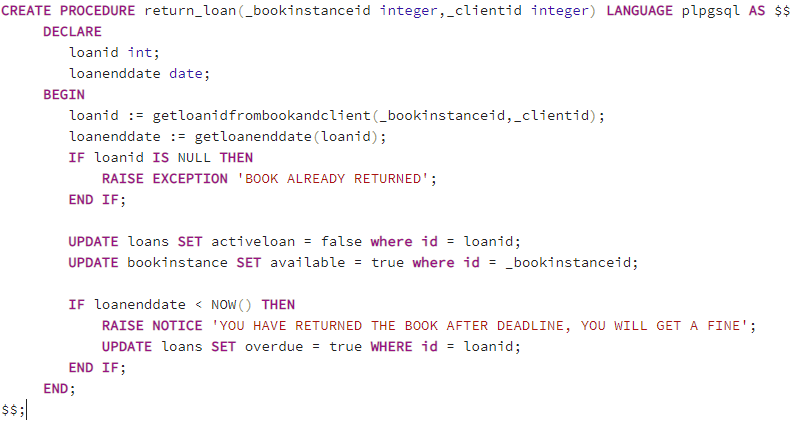 CREATE PROCEDURE return_loan(_bookinstanceid integer,_clientid integer) LANGUAGE plpgsql AS $$
    DECLARE
        loanid int;
        loanenddate date;
    BEGIN
        loanid := getloanidfrombookandclient(_bookinstanceid,_clientid);
        loanenddate := getloanenddate(loanid);
        IF loanid IS NULL THEN
            RAISE EXCEPTION 'BOOK ALREADY RETURNED';
        END IF;

        UPDATE loans SET activeloan = false where id = loanid;
        UPDATE bookinstance SET available = true where id = _bookinstanceid;

        IF loanenddate < NOW() THEN
            RAISE NOTICE 'YOU HAVE RETURNED THE BOOK AFTER DEADLINE, YOU WILL GET A FINE';
            UPDATE loans SET overdue = true WHERE id = loanid;
        END IF;
    END;
$$;